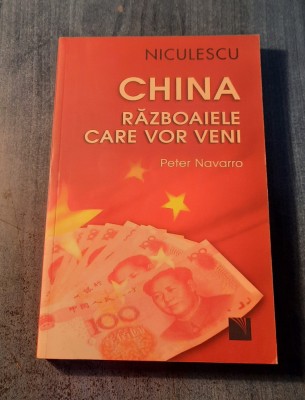 NICULESCU
CHINA
RĂZBOAIELE
CARE VOR VENI
Peter Navarro
100